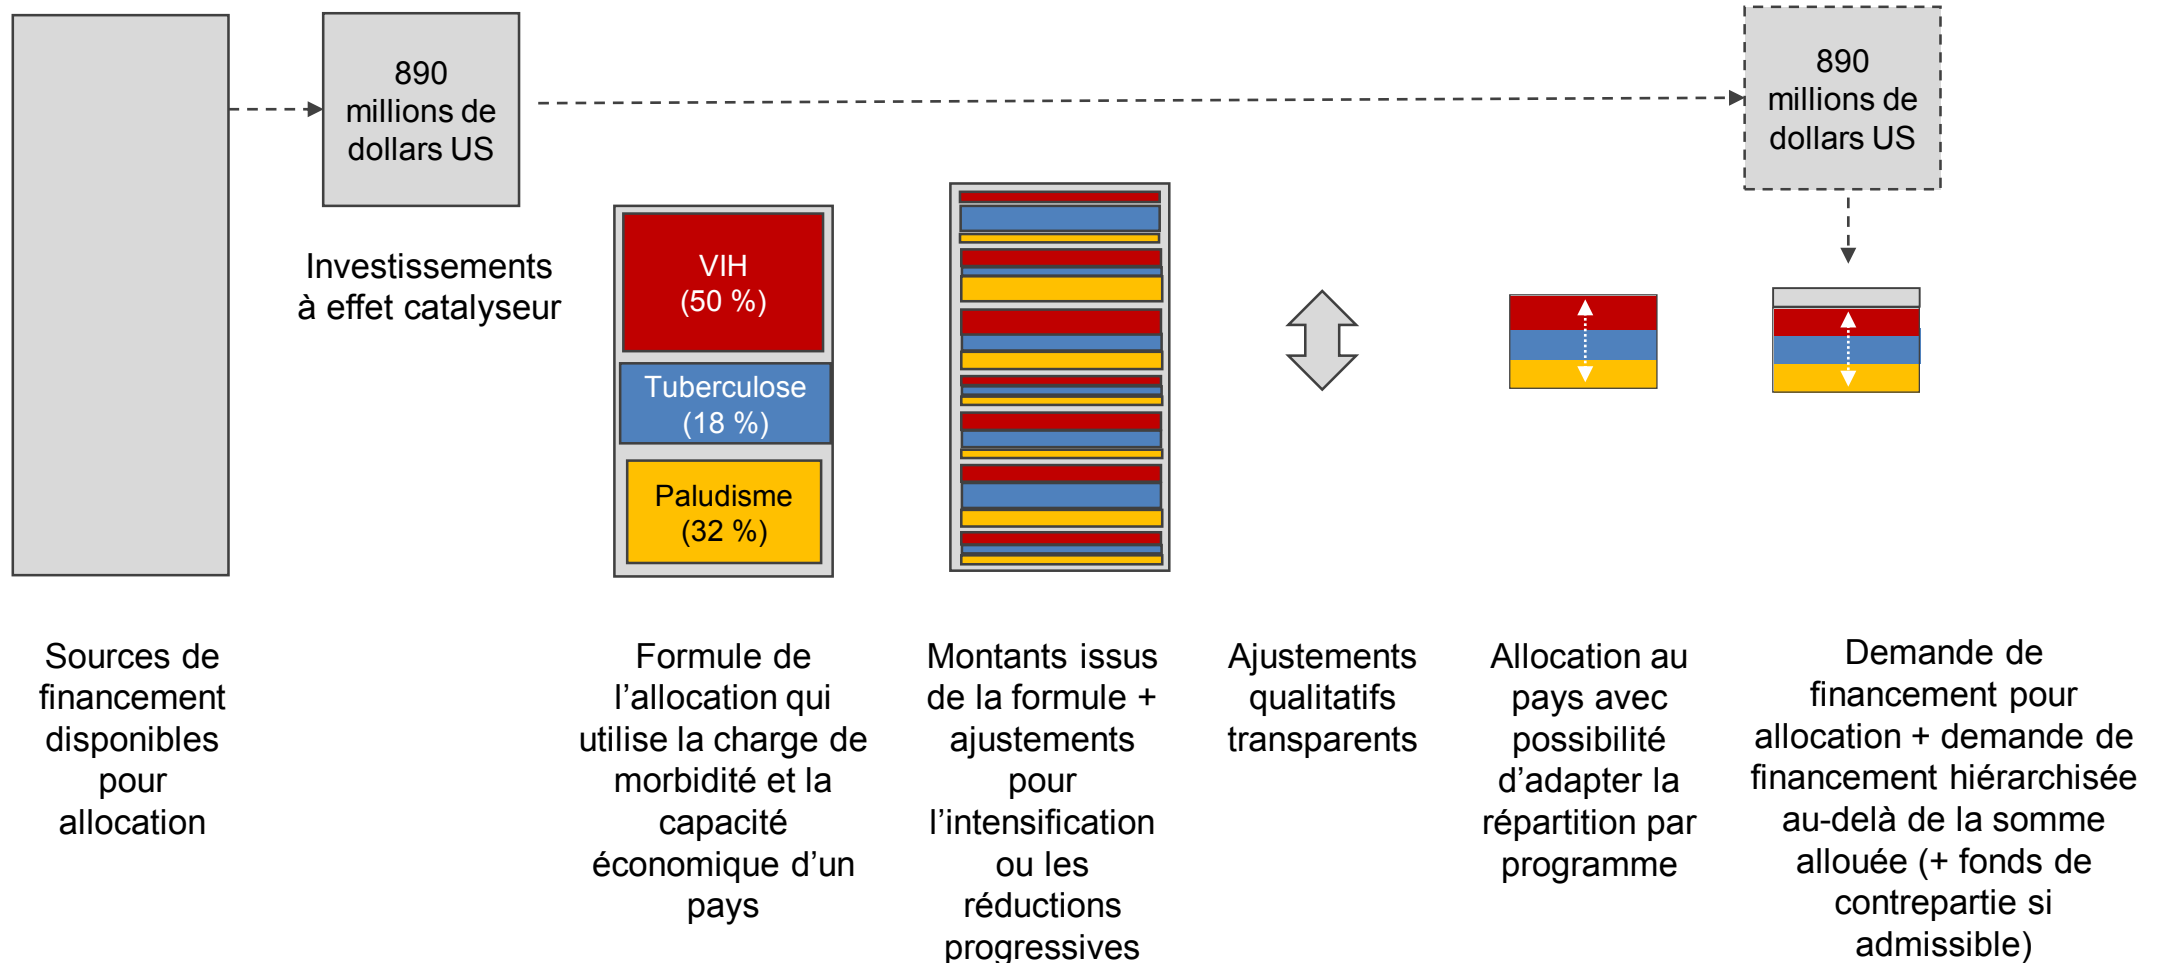 890
millions de
dollars US
890
millions de
dollars US
Investissements
à effet catalyseur
VIH
(50 %)
Tuberculose
(18 %)
Paludisme
(32 %)
Sources de
financement
disponibles
pour
allocation
Formule de
l’allocation qui
utilise la charge de
morbidité et la
capacité
économique d’un
pays
Montants issus
de la formule +
ajustements
pour
l’intensification
ou les
réductions
progressives
Ajustements
qualitatifs
transparents
Allocation au
pays avec
possibilité
d’adapter la
répartition par
programme
Demande de
financement pour
allocation + demande de
financement hiérarchisée
au-delà de la somme
allouée (+ fonds de
contrepartie si
admissible)